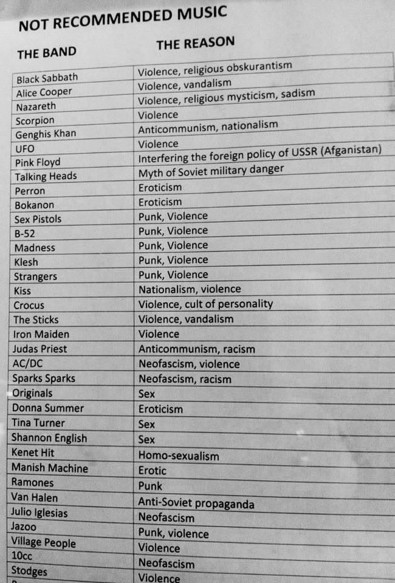 NOT RECOMMENDED MUSIC
THE BAND THE REASON
Black Sabbath Violence, religious obskurantism
Alice Cooper Violence, vandalism
Nazareth Violence, religious mysticism, sadism
Scorpion Violence
Genghis Khan Anticommunism, nationalism
UFO Violence
Pink Floyd Interfering the foreign policy of USSR (Afganistan)
Talking Heads Myth of Soviet military danger
Perron Eroticism
Bokanon Eroticism
Sex Pistols Punk, Violence
B-52 Punk, Violence
Madness Punk, Violence
Klesh Punk, Violence
Strangers Punk, Violence
Kiss Nationalism, violence
Crocus Violence, cult of personality
The Sticks Violence, vandalism
Iron Maiden Violence
Judas Priest Anticommunism, racism
AC/DC Neofascism, violence
Sparks Sparks Neofascism, racism
Originals Sex
Donna Summer Eroticism
Tina Turner Sex
Shannon English Sex
Kenet Hit Homo-sexualism
Manish Machine Erotic
Ramones Punk
Van Halen Anti-Soviet propaganda
Julio Iglesias Neofascism
Jazoo Punk, violence
Village People Violence
10cc Neofascism
Stodges Violence